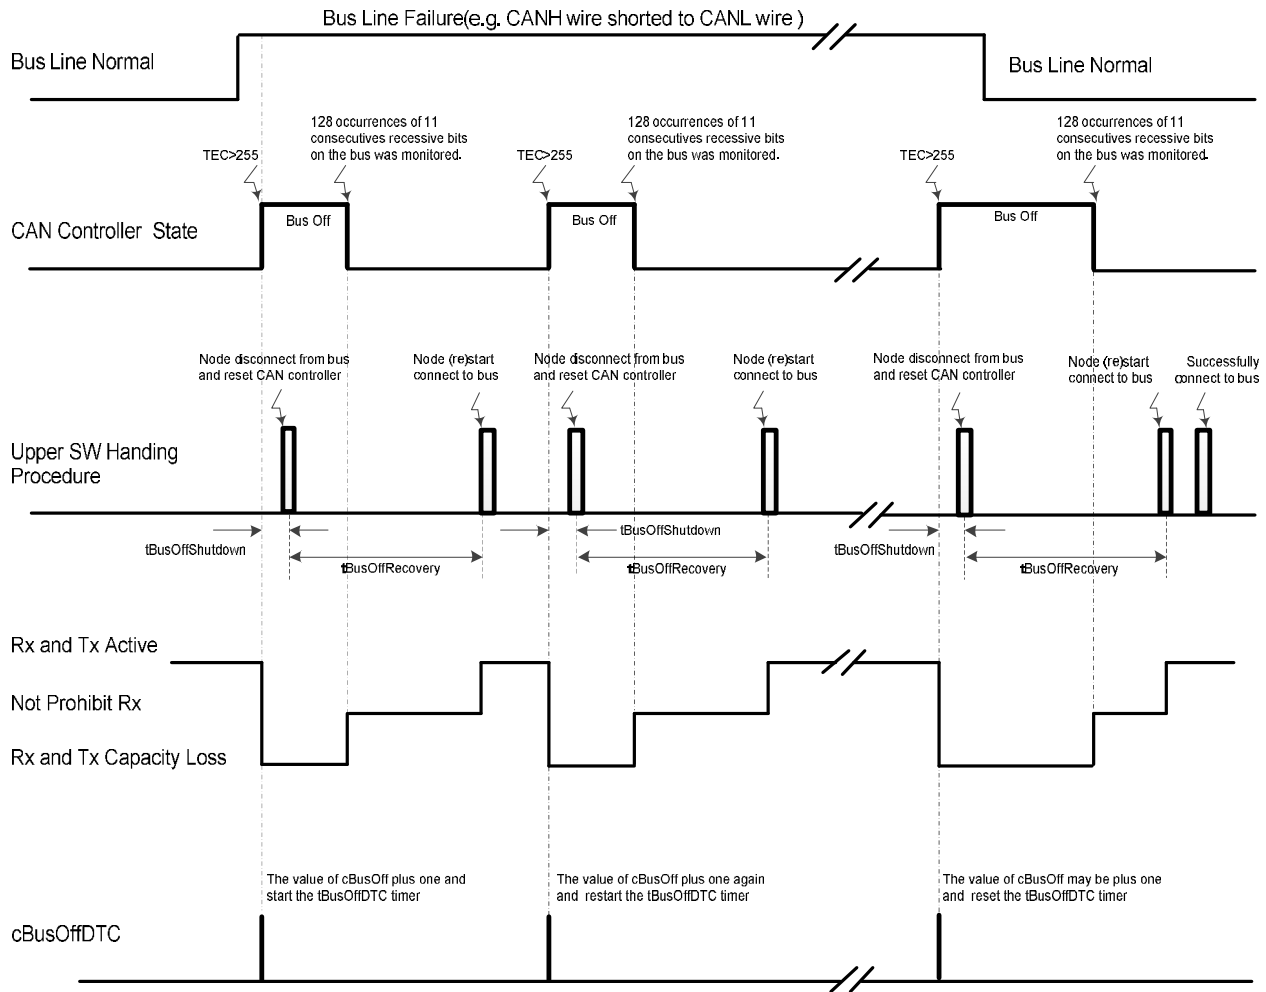 Bus Line Failure(e.g. CANH wire shorted to CANL wire )
Bus Line Normal
Bus Line Normal
128 occurrences of 11
consecutives recessive bits
on the bus was monitored.
128 occurrences of 11
consecutives recessive bits
on the bus was monitored.
128 occurrences of 11
consecutives recessive bits
on the bus was monitored.
TEC>255
TEC>255
TEC>255
CAN Controller State
Bus Off
Bus Off
Bus Off
Node disconnect from bus
and reset CAN controller
Node (re)start
connect to bus
Node disconnect from bus
and reset CAN controller
Node (re)start
connect to bus
Node disconnect from bus
and reset CAN controller
Node (re)start
connect to bus
Successfully
connect to bus
Upper SW Handing
Procedure
tBusOffShutdown
tBusOffRecovery
tBusOffShutdown
tBusOffRecovery
tBusOffShutdown
tBusOffRecovery
Rx and Tx Active
Not Prohibit Rx
Rx and Tx Capacity Loss
The value of cBusOff plus one and
start the tBusOffDTC timer
The value of cBusOff plus one again
and restart the tBusOffDTC timer
The value of cBusOff may be plus one
and reset the tBusOffDTC timer
cBusOffDTC